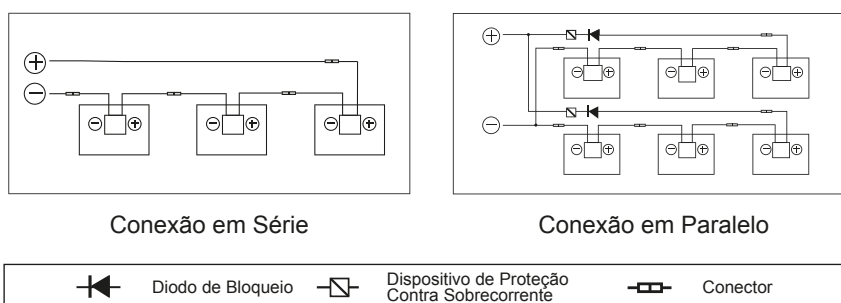 Conexão em Série
Conexão em Paralelo
Diodo de Bloqueio
Dispositivo de Proteção
Contra Sobrecorrente
Conector